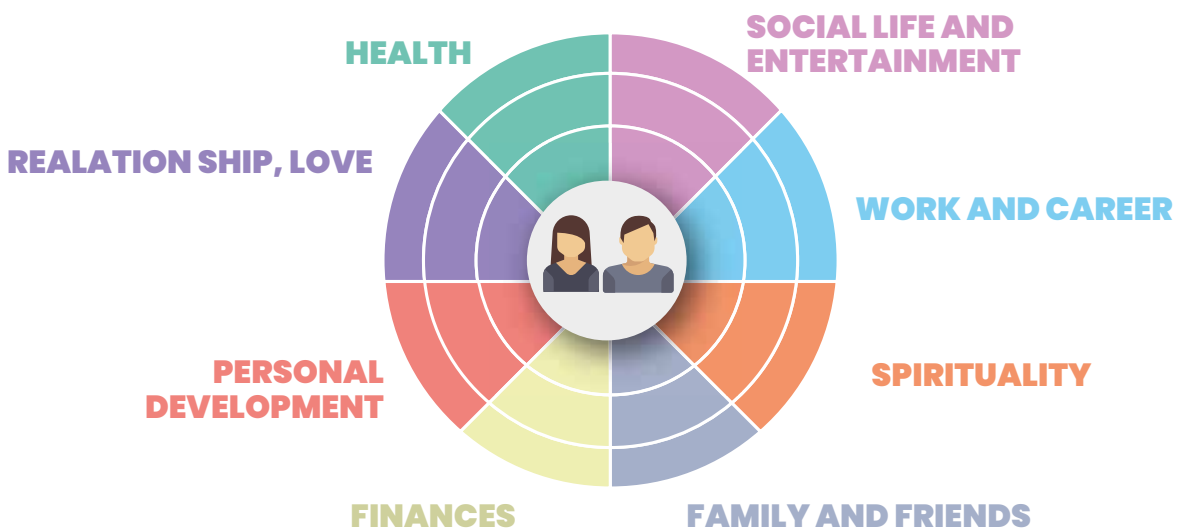 SOCIAL LIFE AND
ENTERTAINMENT
HEALTH
REALATION SHIP, LOVE
WORK AND CAREER
PERSONAL
DEVELOPMENT
SPIRITUALITY
FINANCES
FAMILY AND FRIENDS